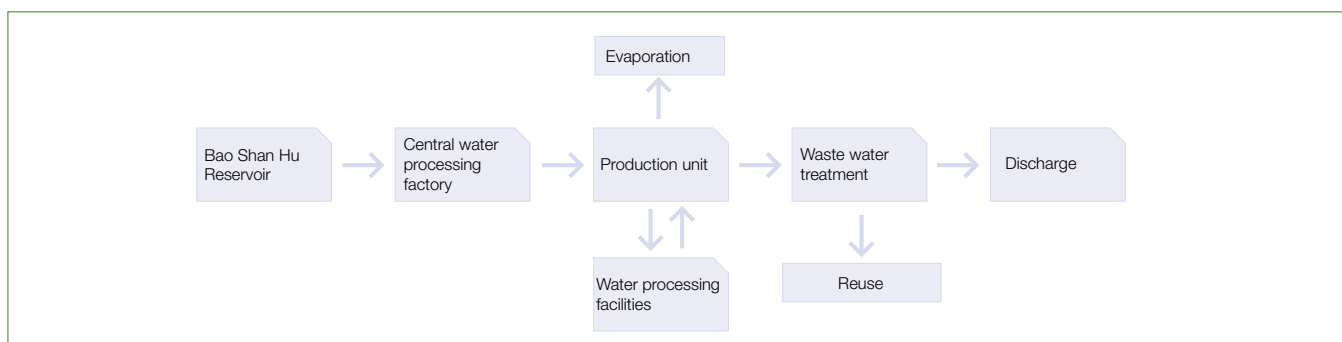 Evaporation
Bao Shan Hu
Reservoir
Central water
processing
factory
Production unit
Waste water
treatment
Discharge
Water processing
facilities
Reuse